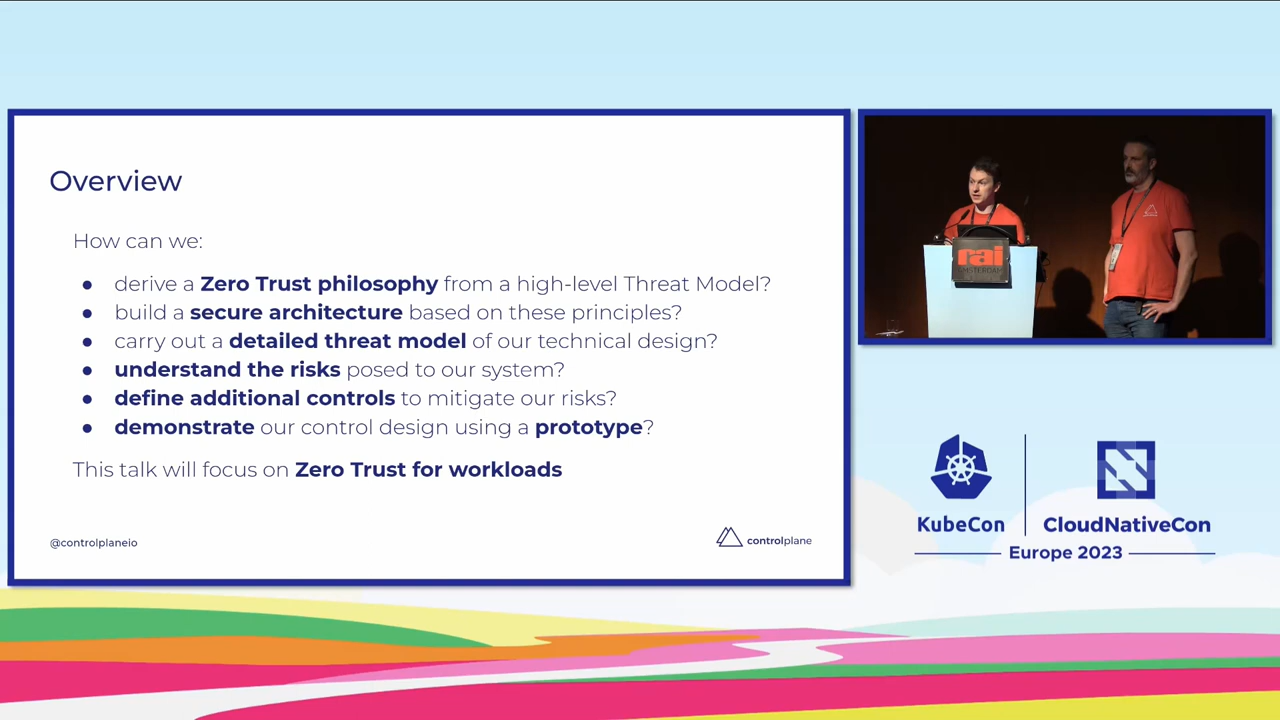 Overview
How can we:
● derive a Zero Trust philosophy from a high-level Threat Model?
● build a secure architecture based on these principles?
● carry out a detailed threat model of our technical design?
● understand the risks posed to our system?
● define additional controls to mitigate our risks?
● demonstrate our control design using a prototype?
This talk will focus on Zero Trust for workloads
@controlplaneio
controlplane
rai
AMSTERDAM
KubeCon
CloudNativeCon
Europe 2023